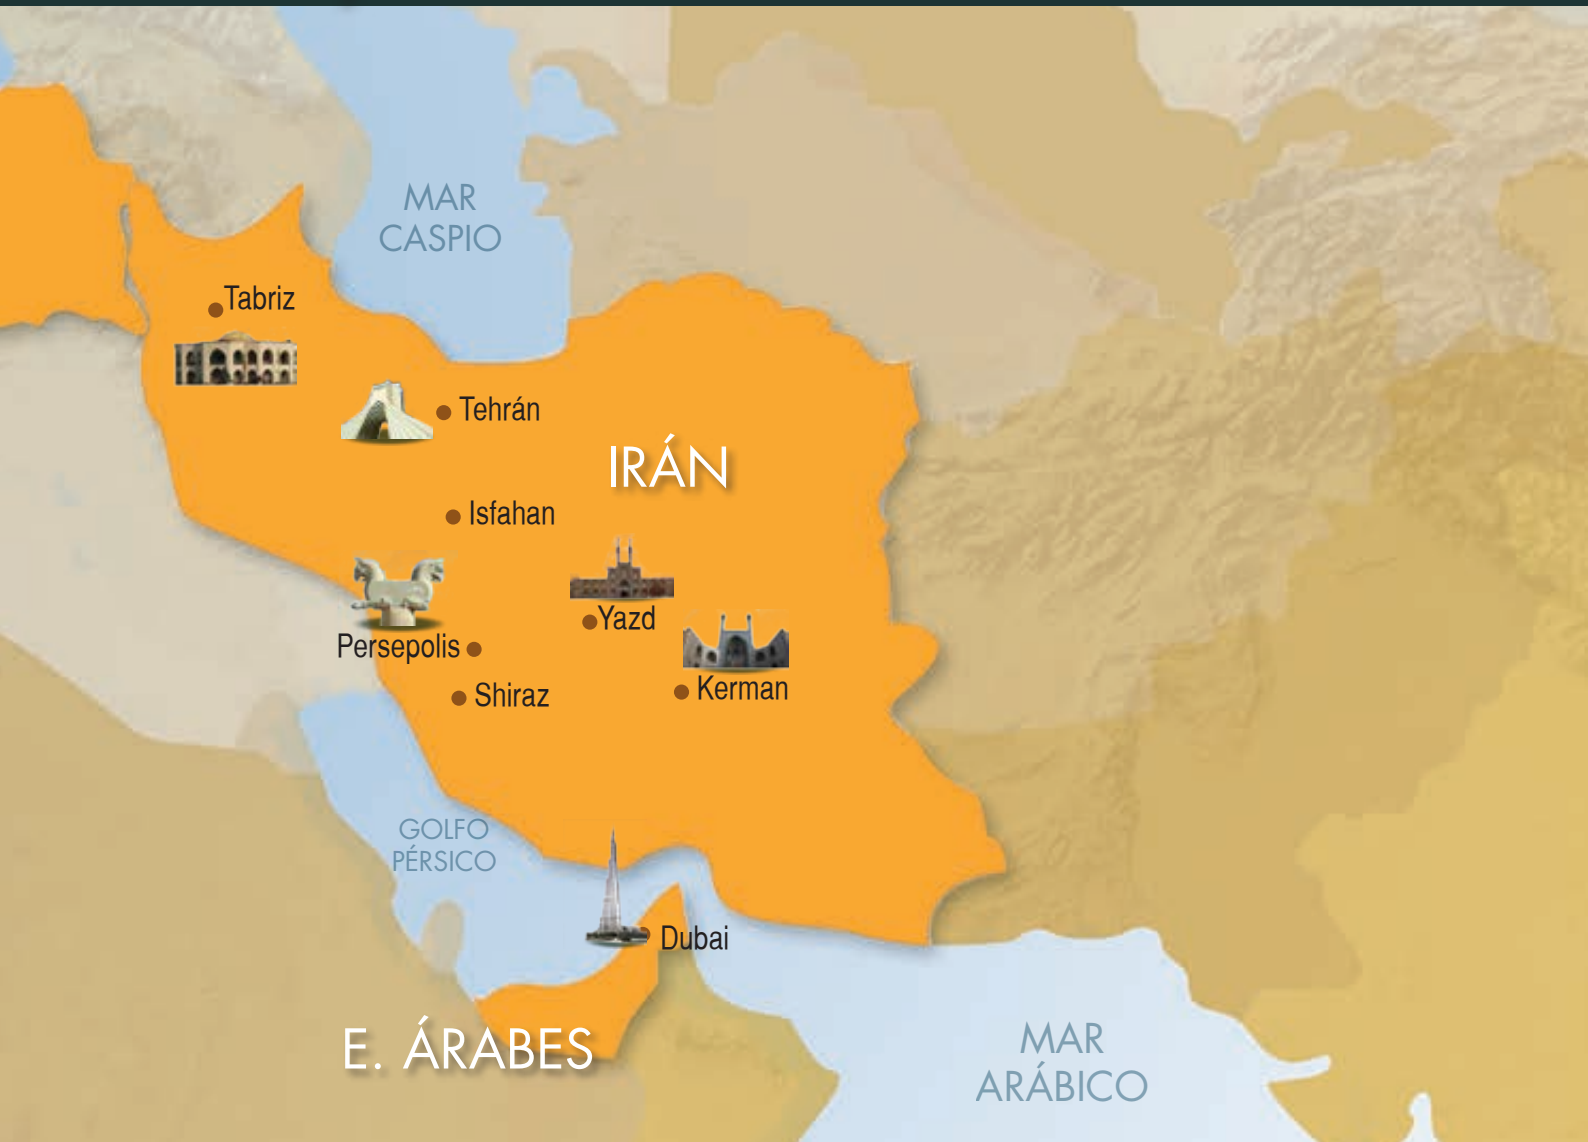 MAR
CASPIO
Tabriz
Tehrán
IRÁN
Isfahan
Yazd
Persepolis
Kerman
Shiraz
GOLFO
PÉRSICO
Dubai
E. ÁRABES
MAR
ARÁBICO